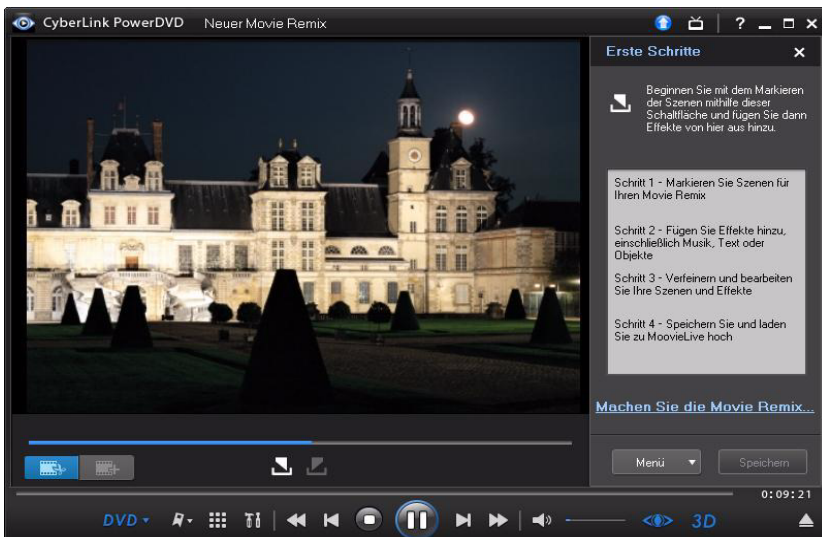 CyberLink PowerDVD Neuer Movie Remix
?
Erste Schritte
Beginnen Sie mit dem Markieren
der Szenen mithilfe dieser
Schaltfläche und fügen Sie dann
Effekte von hier aus hinzu.
Schritt 1 - Markieren Sie Szenen für
Ihren Movie Remix
Schritt 2 - Fügen Sie Effekte hinzu,
einschließlich Musik, Text oder
Objekte
Schritt 3 - Verfeinern und bearbeiten
Sie Ihre Szenen und Effekte
Schritt 4 - Speichern Sie und laden
Sie zu MoovieLive hoch
Machen Sie die Movie Remix...
Menü
Speichern
0:09:21
DVD
3D